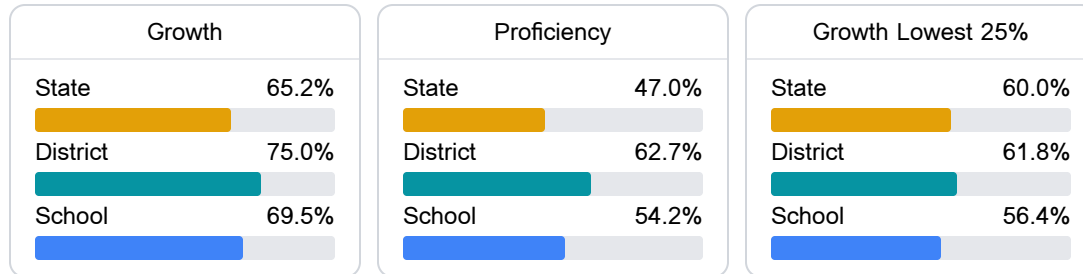 Growth
State 65.2%
District 75.0%
School 69.5%
Proficiency
State 47.0%
District 62.7%
School 54.2%
Growth Lowest 25%
State 60.0%
District 61.8%
School 56.4%